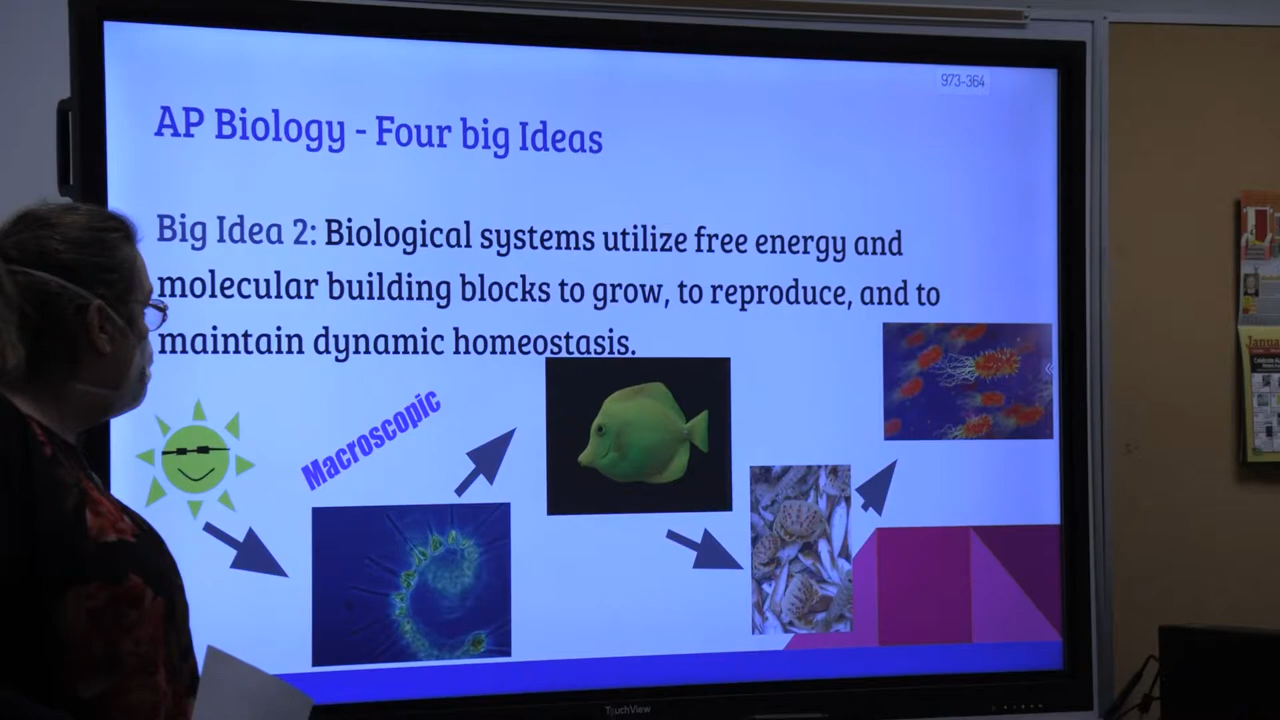 973-364
AP Biology - Four big Ideas
Big Idea 2: Biological systems utilize free energy and
molecular building blocks to grow, to reproduce, and to
maintain dynamic homeostasis.
Macroscopic
TouchView